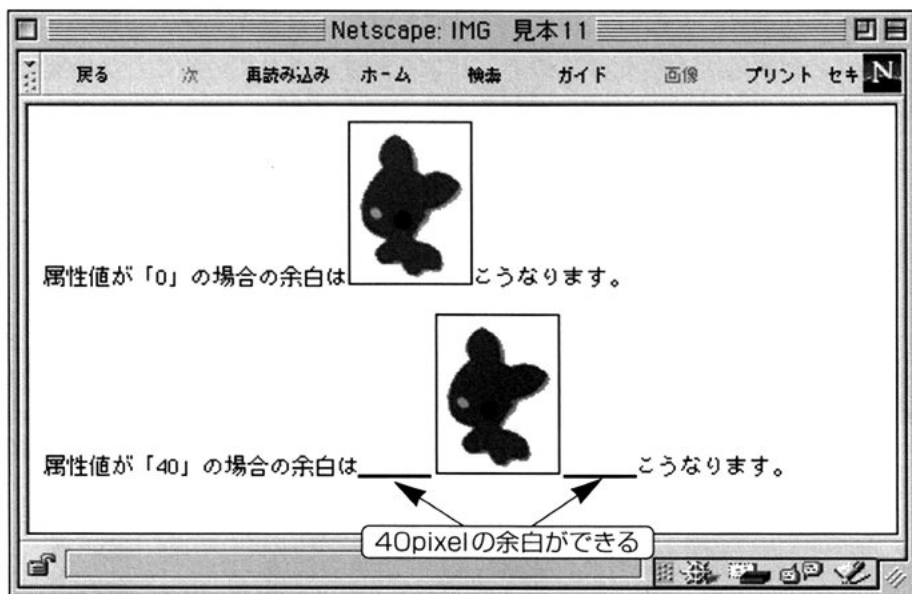 Netscape: IMG 見本11
戻る 次 再読み込み ホーム 検索 ガイド 画像 プリント セキ N
属性値が「0」の場合の余白は こうなります。
属性値が「40」の場合の余白は こうなります。
40pixelの余白ができる